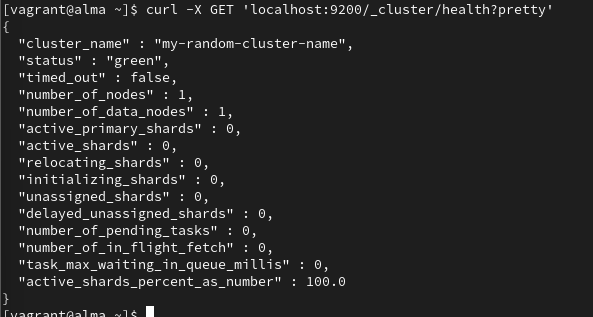 [vagrant@alma ~]$ curl -X GET 'localhost:9200/_cluster/health?pretty'
{
  "cluster_name" : "my-random-cluster-name",
  "status" : "green",
  "timed_out" : false,
  "number_of_nodes" : 1,
  "number_of_data_nodes" : 1,
  "active_primary_shards" : 0,
  "active_shards" : 0,
  "relocating_shards" : 0,
  "initializing_shards" : 0,
  "unassigned_shards" : 0,
  "delayed_unassigned_shards" : 0,
  "number_of_pending_tasks" : 0,
  "number_of_in_flight_fetch" : 0,
  "task_max_waiting_in_queue_millis" : 0,
  "active_shards_percent_as_number" : 100.0
}
[vagrant@alma ~]$